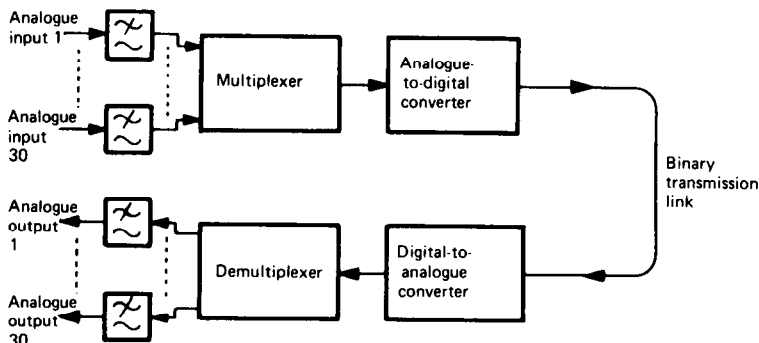 Analogue
input 1
Multiplexer
Analogue-
to-digital
converter
Analogue
input
30
Binary
transmission
link
Analogue
output
1
Demultiplexer
Digital-to-
analogue
converter
Analogue
output
30